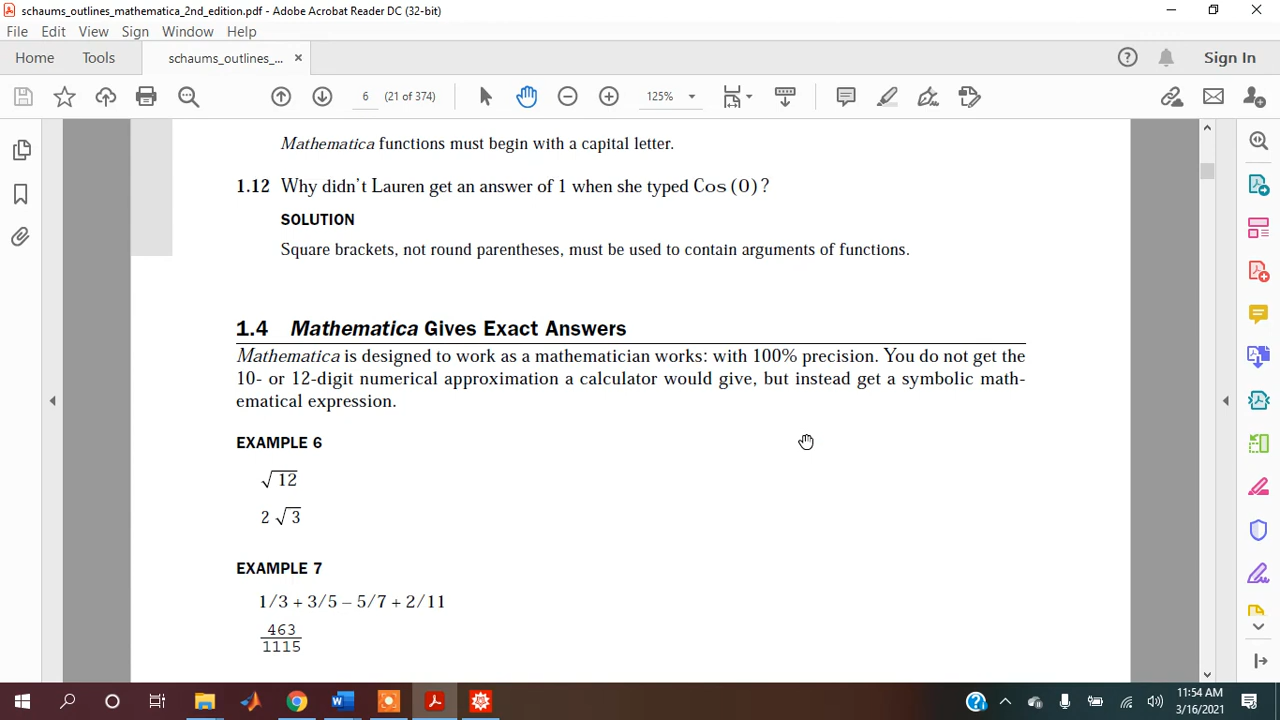 schaums_outlines_mathematica_2nd_edition.pdf - Adobe Acrobat Reader DC (32-bit)
File Edit View Sign Window Help
Home Tools schaums_outlines_... Sign In
6 (21 of 374) 125%
Mathematica functions must begin with a capital letter.
1.12 Why didn't Lauren get an answer of 1 when she typed Cos (0)?
SOLUTION
Square brackets, not round parentheses, must be used to contain arguments of functions.
1.4 Mathematica Gives Exact Answers
Mathematica is designed to work as a mathematician works: with 100% precision. You do not get the
10- or 12-digit numerical approximation a calculator would give, but instead get a symbolic math-
ematical expression.
EXAMPLE 6
√12
2 √3
EXAMPLE 7
1/3 + 3/5 – 5/7 + 2/11
463
1115
11:54 AM
3/16/2021